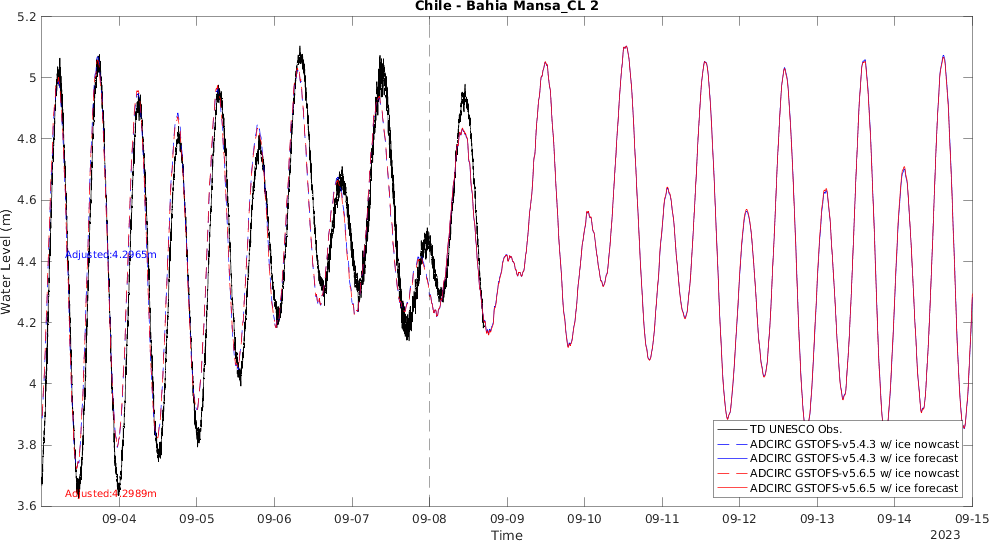 Chile - Bahia Mansa_CL 2
Water Level (m)
5.2
5
4.8
4.6
4.4
4.2
4
3.8
3.6
Adjusted:4.2965m
Adjusted:4.2989m
TD UNESCO Obs.
ADCIRC GSTOFS-v5.4.3 w/ ice nowcast
ADCIRC GSTOFS-v5.4.3 w/ ice forecast
ADCIRC GSTOFS-v5.6.5 w/ ice nowcast
ADCIRC GSTOFS-v5.6.5 w/ ice forecast
09-04 09-05 09-06 09-07 09-08 09-09 09-10 09-11 09-12 09-13 09-14 09-15
Time
2023